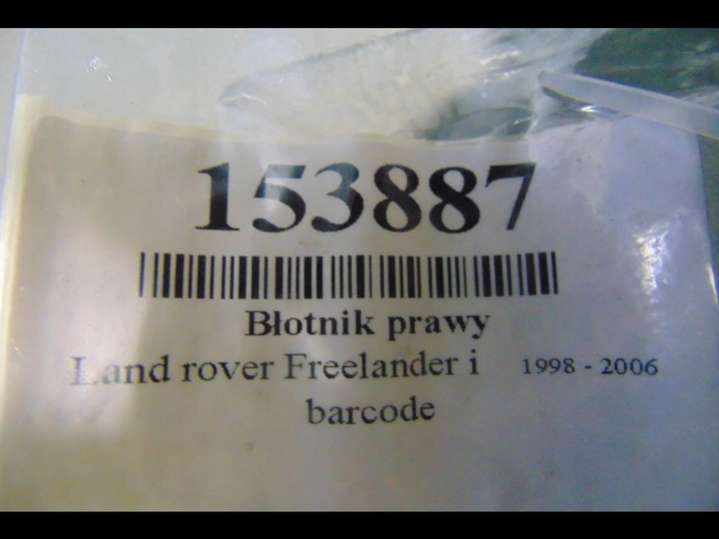 153887
Błotnik prawy
Land rover Freelander i 1998 - 2006
barcode